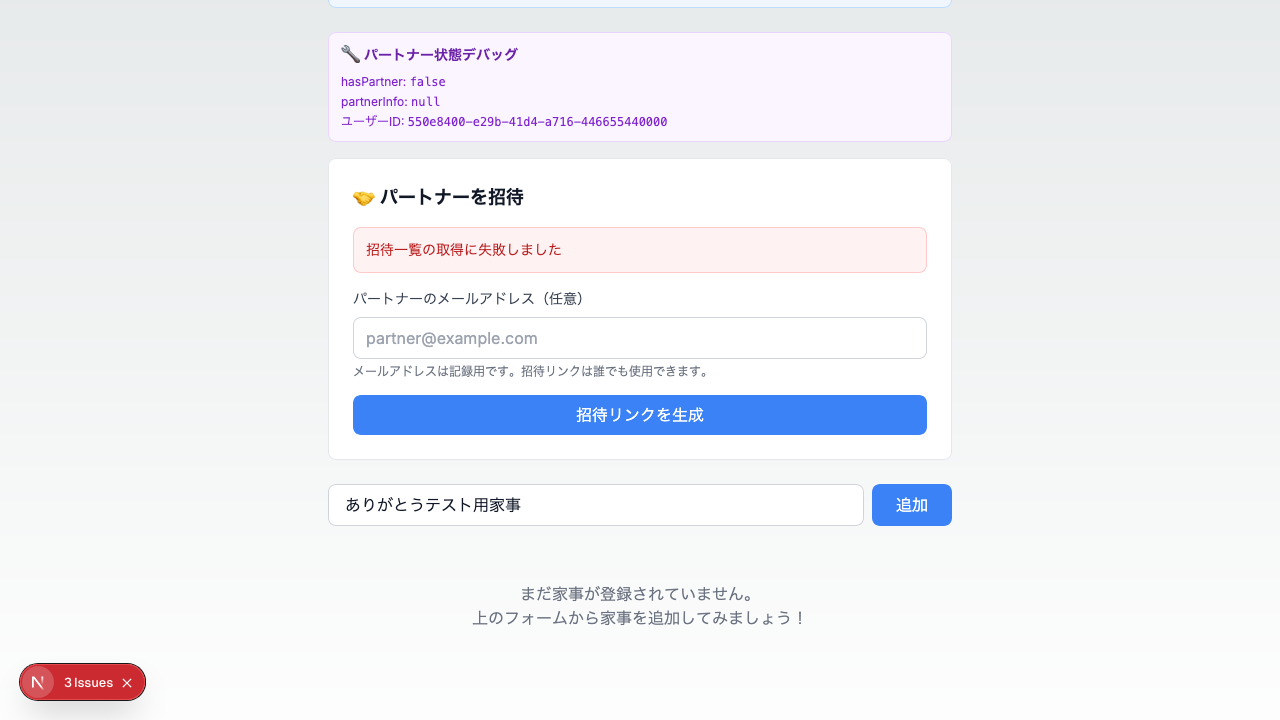 🔧 パートナー状態デバッグ
hasPartner: false
partnerInfo: null
ユーザーID: 550e8400-e29b-41d4-a716-446655440000
🤝 パートナーを招待
招待一覧の取得に失敗しました
パートナーのメールアドレス（任意）
partner@example.com
メールアドレスは記録用です。招待リンクは誰でも使用できます。
招待リンクを生成
ありがとうテスト用家事
追加
まだ家事が登録されていません。
上のフォームから家事を追加してみましょう！
N 3 Issues ×